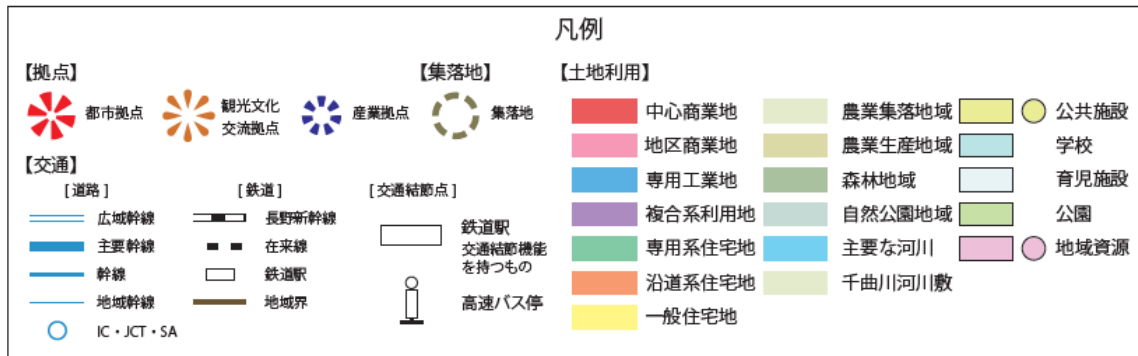 凡例
【拠点】
都市拠点
観光文化
交流拠点
産業拠点
【集落地】
集落地
【交通】
[道路]
広域幹線
主要幹線
幹線
地域幹線
IC・JCT・SA
[鉄道]
長野新幹線
在来線
鉄道駅
地域界
[交通結節点]
鉄道駅
交通結節機能
を持つもの
高速バス停
【土地利用】
中心商業地
地区商業地
専用工業地
複合系利用地
専用系住宅地
沿道系住宅地
一般住宅地
農業集落地域
農業生産地域
森林地域
自然公園地域
主要な河川
千曲川河川敷
公共施設
学校
育児施設
公園
地域資源